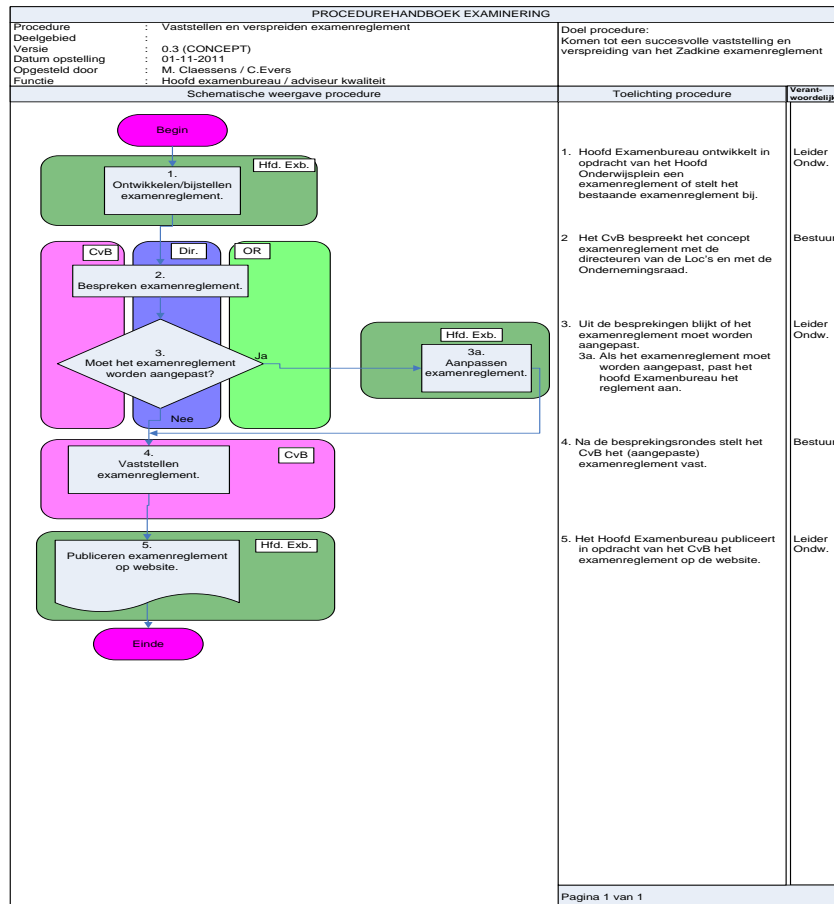 PROCEDUREHANDBOEK EXAMINERING
Procedure : Vaststellen en verspreiden examenreglement
Deelgebied :
Versie : 0.3 (CONCEPT)
Datum opstelling : 01-11-2011
Opgesteld door : M. Claessens / C.Evers
Functie : Hoofd examenbureau / adviseur kwaliteit
Doel procedure:
Komen tot een succesvolle vaststelling en
verspreiding van het Zadkine examenreglement
Schematische weergave procedure
Toelichting procedure
Verant-
woordelijk
Begin
Hfd. Exb.
1.
Ontwikkelen/bijstellen
examenreglement.
CvB
Dir.
OR
2.
Bespreken examenreglement.
3.
Moet het examenreglement
worden aangepast?
Ja
Nee
Hfd. Exb.
3a.
Aanpassen
examenreglement.
4.
Vaststellen
examenreglement.
CvB
5.
Publiceren examenreglement
op website.
Hfd. Exb.
Einde
1. Hoofd Examenbureau ontwikkelt in
opdracht van het Hoofd
Onderwijsplein een
examenreglement of stelt het
bestaande examenreglement bij.
Leider
Ondw.
2 Het CvB bespreekt het concept
examenreglement met de
directeuren van de Loc's en met de
Ondernemingsraad.
Bestuur
3. Uit de besprekingen blijkt of het
examenreglement moet worden
aangepast.
3a. Als het examenreglement moet
worden aangepast, past het
hoofd Examenbureau het
reglement aan.
Leider
Ondw.
4. Na de besprekingsrondes stelt het
CvB het (aangepaste)
examenreglement vast.
Bestuur
5. Het Hoofd Examenbureau publiceert
in opdracht van het CvB het
examenreglement op de website.
Leider
Ondw.
Pagina 1 van 1